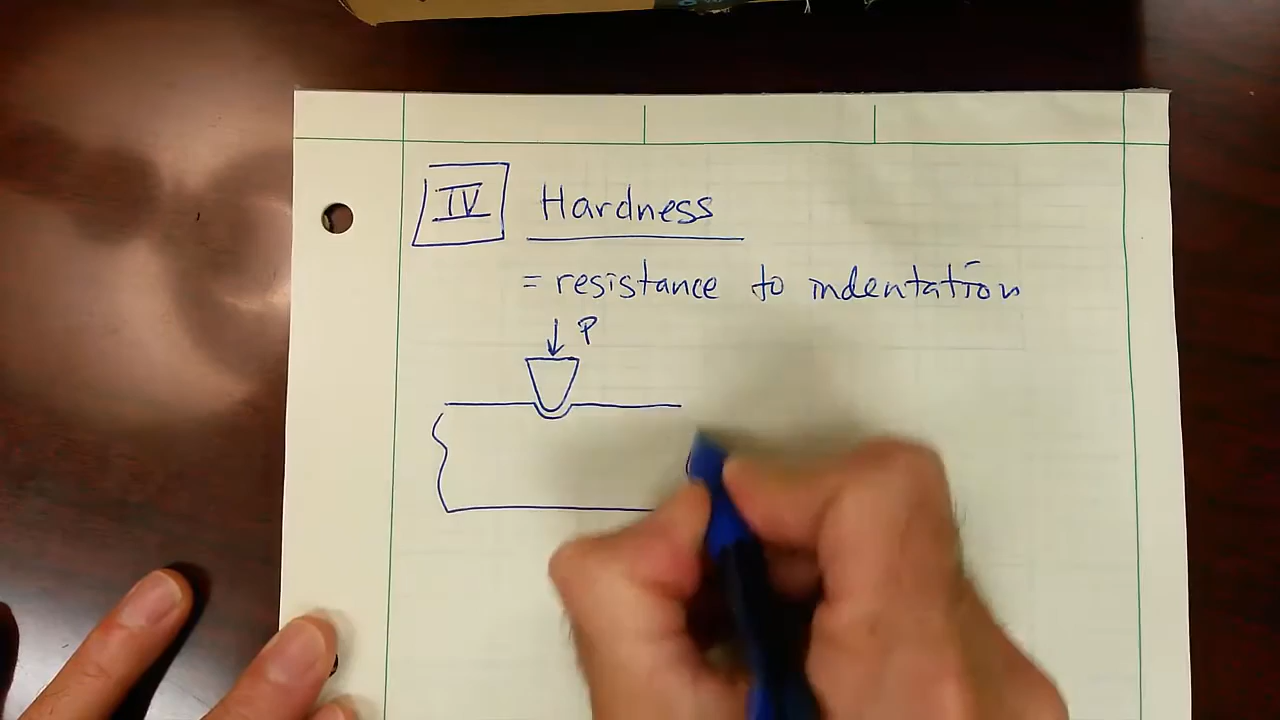 IV Hardness
= resistance to indentation
P